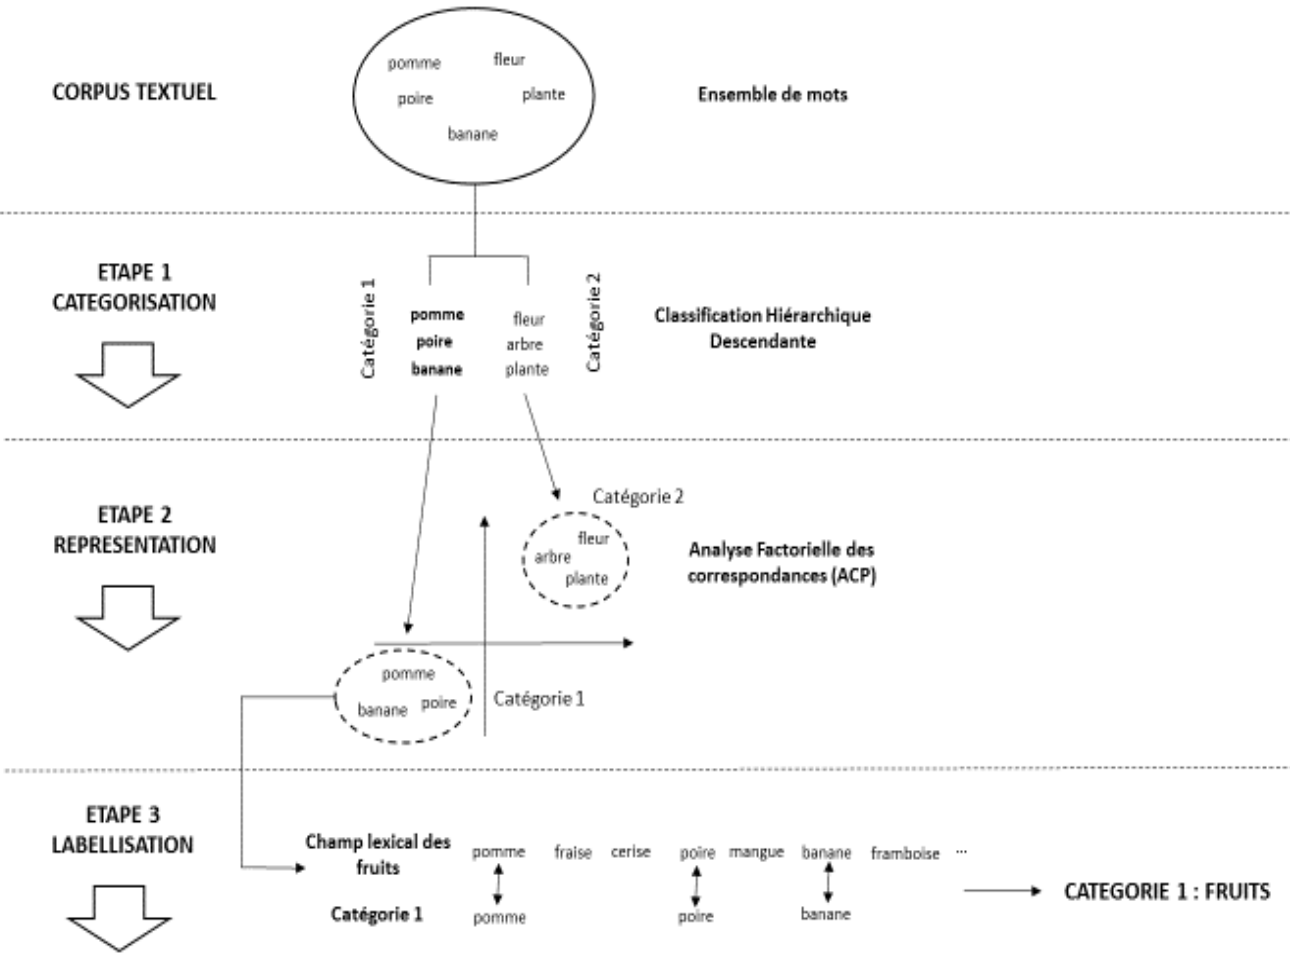 CORPUS TEXTUEL
pomme
fleur
poire
plante
banane
Ensemble de mots
ETAPE 1
CATEGORISATION
Catégorie 1
pomme
poire
banane
fleur
arbre
plante
Catégorie 2
Classification Hiérarchique
Descendante
ETAPE 2
REPRESENTATION
Catégorie 2
fleur
arbre
plante
Analyse Factorielle des
correspondances (ACP)
pomme
banane
poire
Catégorie 1
ETAPE 3
LABELLISATION
Champ lexical des
fruits
pomme fraise cerise poire mangue banane framboise ...
Catégorie 1
pomme poire banane
CATEGORIE 1 : FRUITS